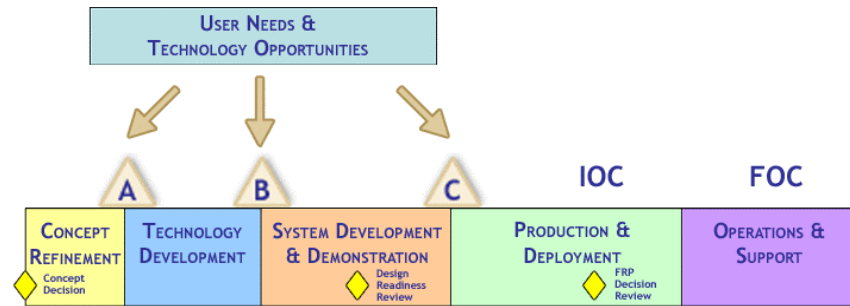 User Needs &
Technology Opportunities
A
B
C
IOC
FOC
Concept
Refinement
Technology
Development
System Development
& Demonstration
Production &
Deployment
Operations &
Support
Concept
Decision
Design
Readiness
Review
FRP
Decision
Review